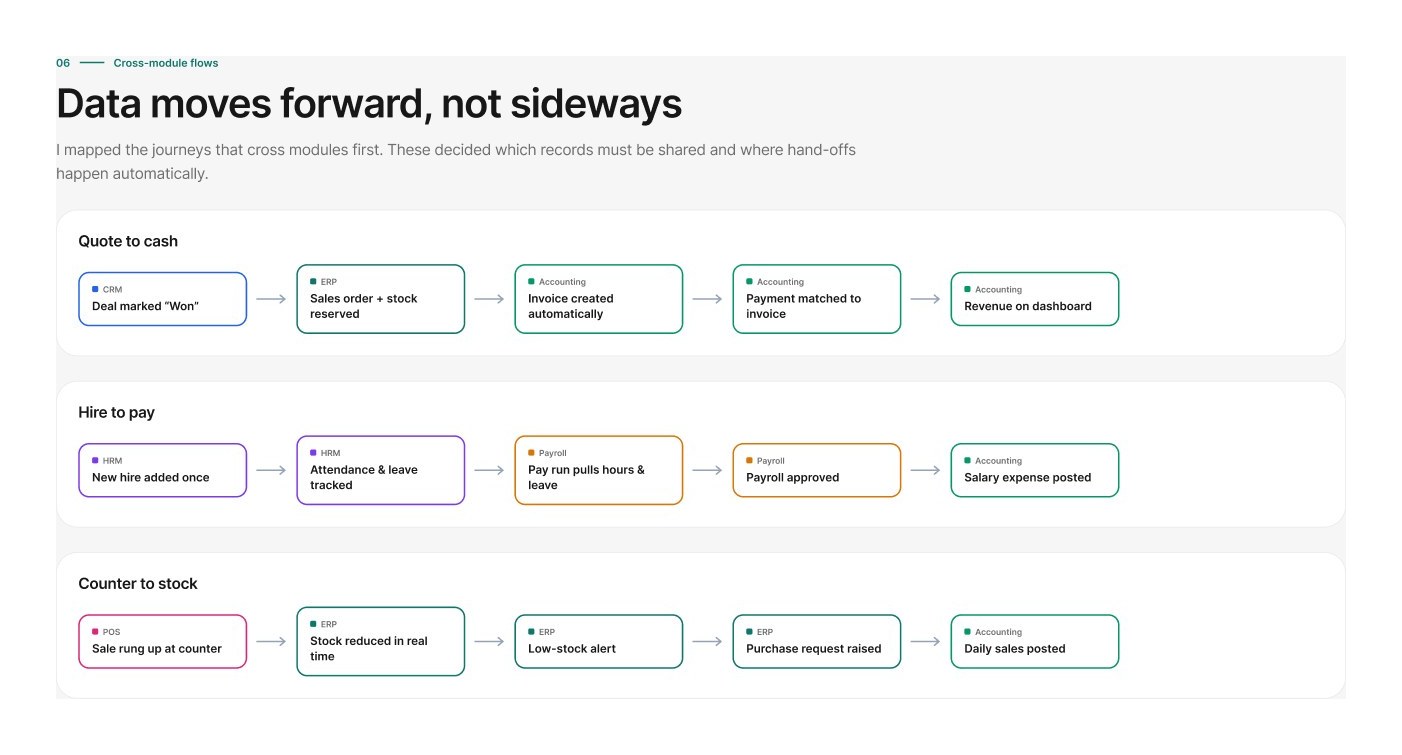 06 Cross-module flows
Data moves forward, not sideways
I mapped the journeys that cross modules first. These decided which records must be shared and where hand-offs
happen automatically.
Quote to cash
CRM
Deal marked “Won”
ERP
Sales order + stock
reserved
Accounting
Invoice created
automatically
Accounting
Payment matched to
invoice
Accounting
Revenue on dashboard
Hire to pay
HRM
New hire added once
HRM
Attendance & leave
tracked
Payroll
Pay run pulls hours &
leave
Payroll
Payroll approved
Accounting
Salary expense posted
Counter to stock
POS
Sale rung up at counter
ERP
Stock reduced in real
time
ERP
Low-stock alert
ERP
Purchase request raised
Accounting
Daily sales posted